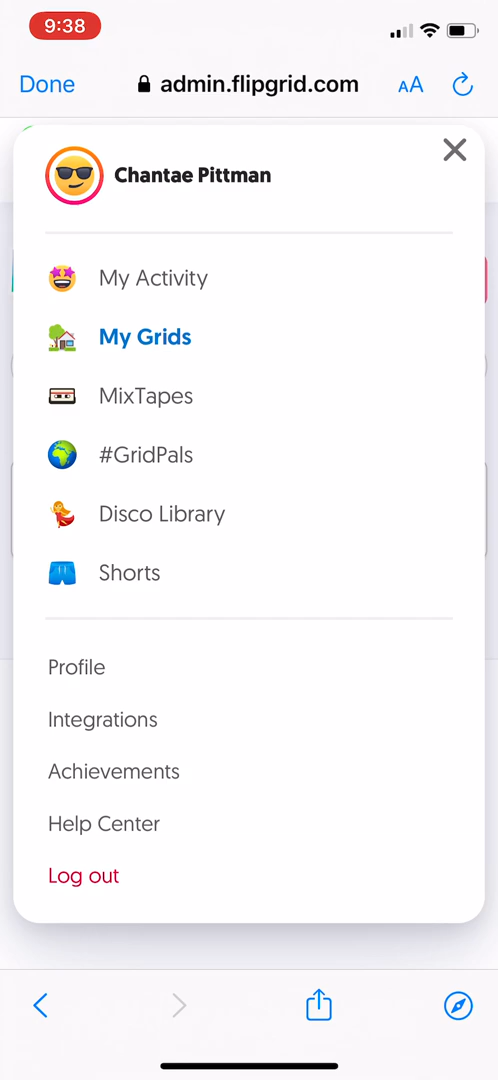 9:38
Done
admin.flipgrid.com
AA
Chantae Pittman
My Activity
My Grids
MixTapes
#GridPals
Disco Library
Shorts
Profile
Integrations
Achievements
Help Center
Log out